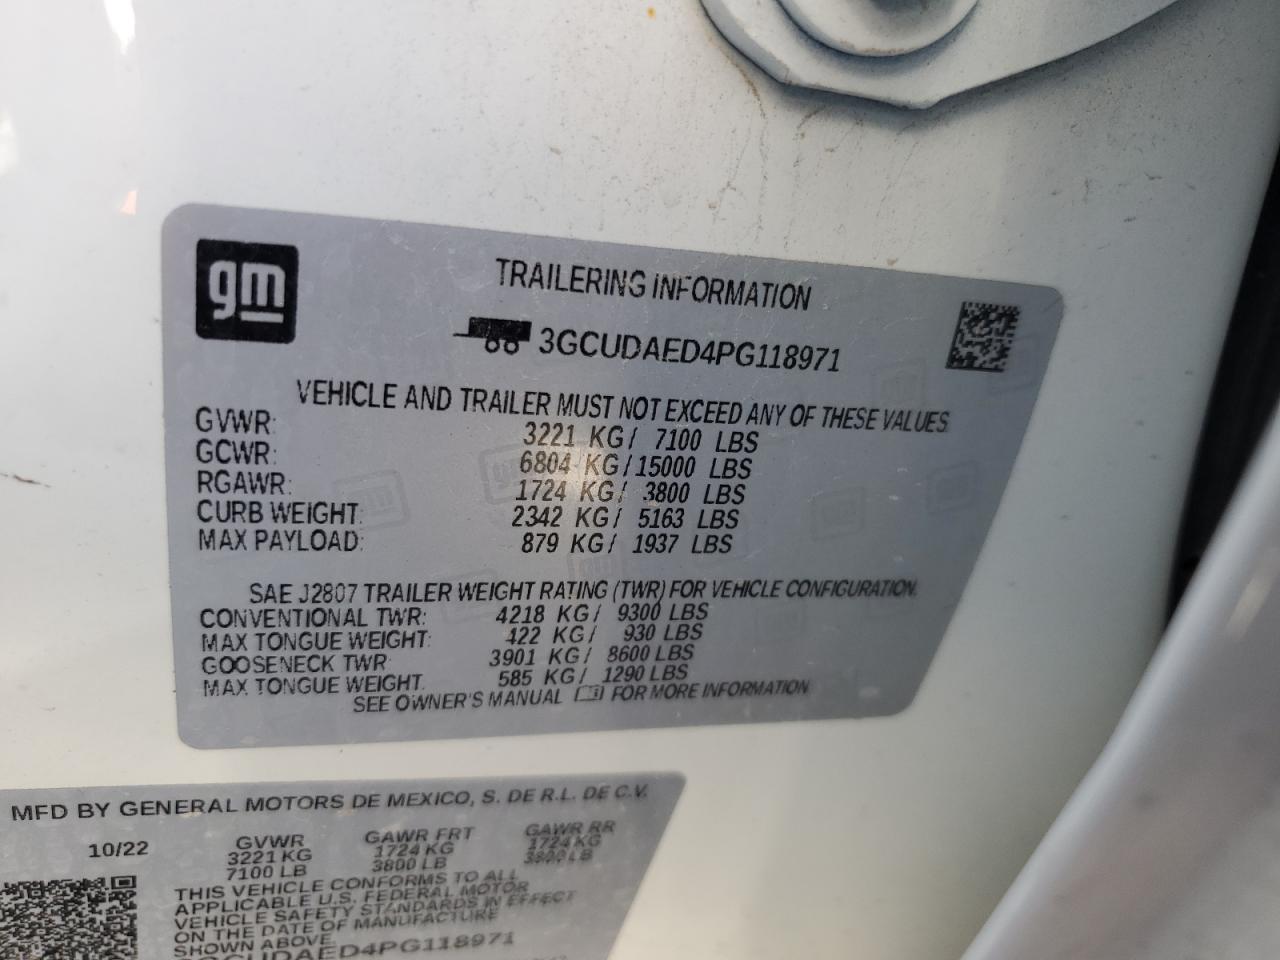 gm
TRAILERING INFORMATION
3GCUDAED4PG118971
VEHICLE AND TRAILER MUST NOT EXCEED ANY OF THESE VALUES
GVWR: 3221 KG/ 7100 LBS
GCWR: 6804 KG/15000 LBS
RGAWR: 1724 KG/ 3800 LBS
CURB WEIGHT: 2342 KG/ 5163 LBS
MAX PAYLOAD: 879 KG/ 1937 LBS
SAE J2807 TRAILER WEIGHT RATING (TWR) FOR VEHICLE CONFIGURATION.
CONVENTIONAL TWR: 4218 KG/ 9300 LBS
MAX TONGUE WEIGHT: 422 KG/ 930 LBS
GOOSENECK TWR: 3901 KG/ 8600 LBS
MAX TONGUE WEIGHT. 585 KG/ 1290 LBS
SEE OWNER'S MANUAL FOR MORE INFORMATION
MFD BY GENERAL MOTORS DE MEXICO, S. DE R.L. DE C.V.
10/22 GVWR GAWR FRT GAWR RR
3221 KG 1724 KG 1724 KG
7100 LB 3800 LB 3800 LB
THIS VEHICLE CONFORMS TO ALL
APPLICABLE U.S. FEDERAL MOTOR
VEHICLE SAFETY STANDARDS IN EFFECT
ON THE DATE OF MANUFACTURE
SHOWN ABOVE.
3GCUDAED4PG118971